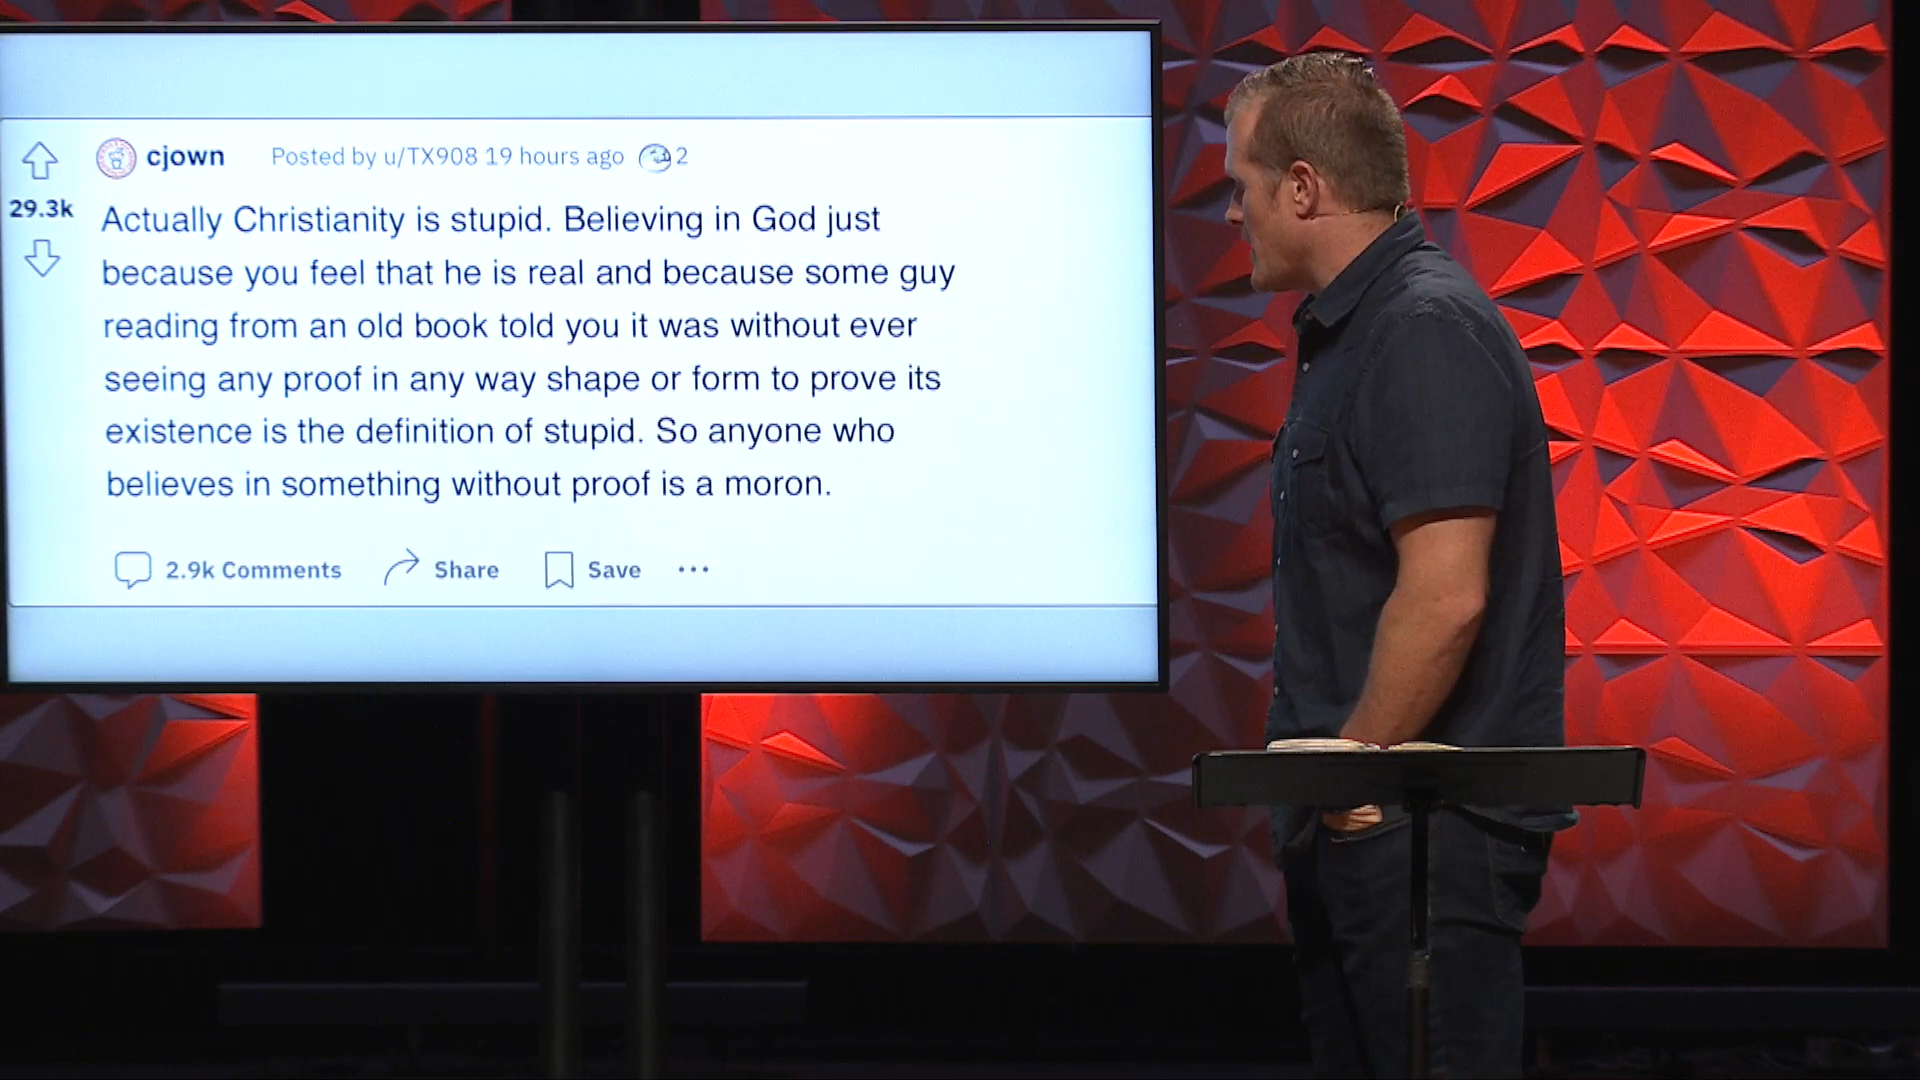 cjown Posted by u/TX908 19 hours ago 2
29.3k
Actually Christianity is stupid. Believing in God just
because you feel that he is real and because some guy
reading from an old book told you it was without ever
seeing any proof in any way shape or form to prove its
existence is the definition of stupid. So anyone who
believes in something without proof is a moron.
2.9k Comments Share Save ...